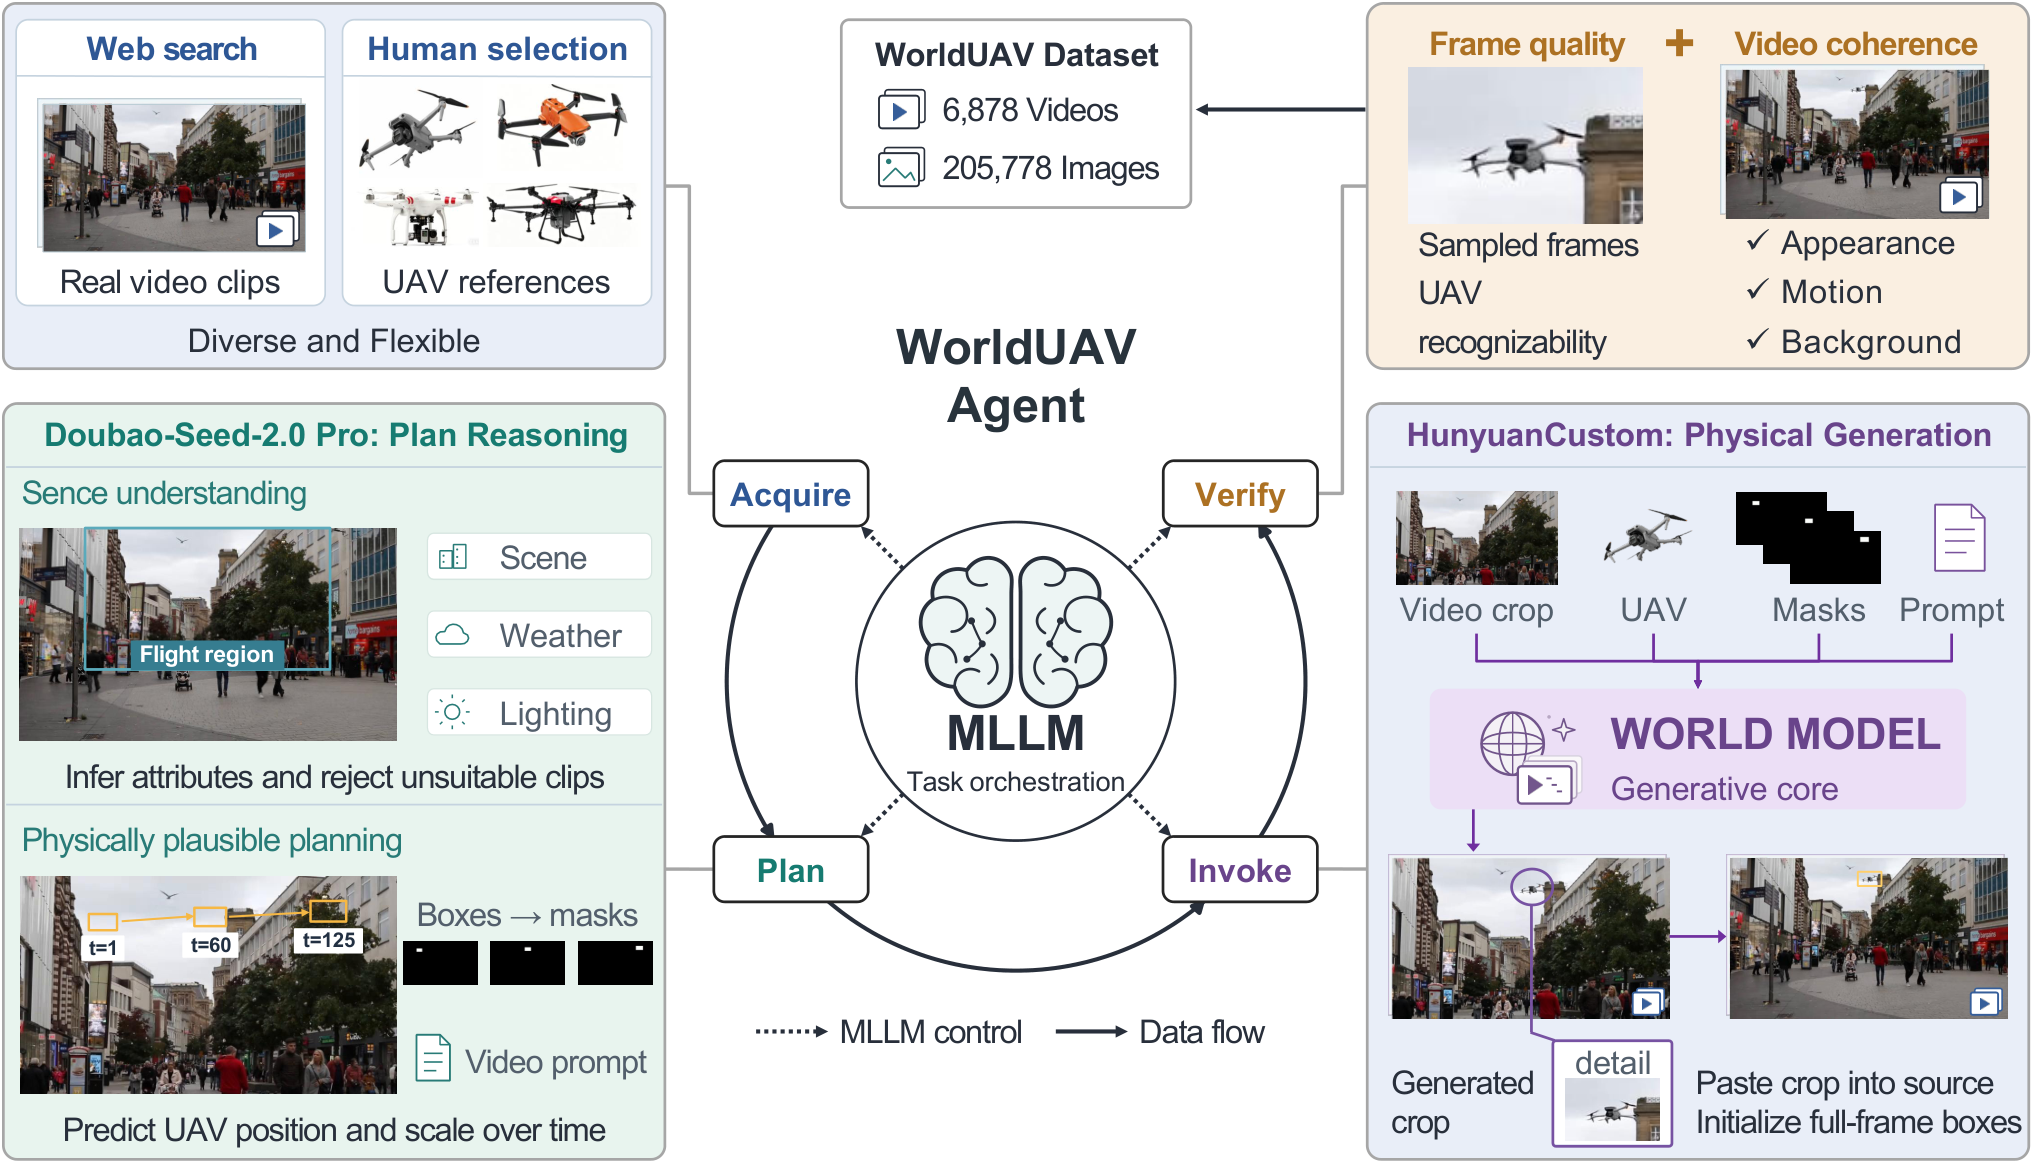 Web search
Human selection
Real video clips
UAV references
Diverse and Flexible
WorldUAV Dataset
6,878 Videos
205,778 Images
Frame quality + Video coherence
Sampled frames
UAV
recognizability
✓ Appearance
✓ Motion
✓ Background
WorldUAV
Agent
Acquire
Verify
Plan
Invoke
MLLM
Task orchestration
MLLM control
Data flow
Doubao-Seed-2.0 Pro: Plan Reasoning
Sence understanding
Flight region
bargains
Scene
Weather
Lighting
Infer attributes and reject unsuitable clips
Physically plausible planning
t=1
t=60
t=125
Boxes → masks
Video prompt
Predict UAV position and scale over time
HunyuanCustom: Physical Generation
Video crop
UAV
Masks
Prompt
WORLD MODEL
Generative core
Generated
crop
detail
Paste crop into source
Initialize full-frame boxes